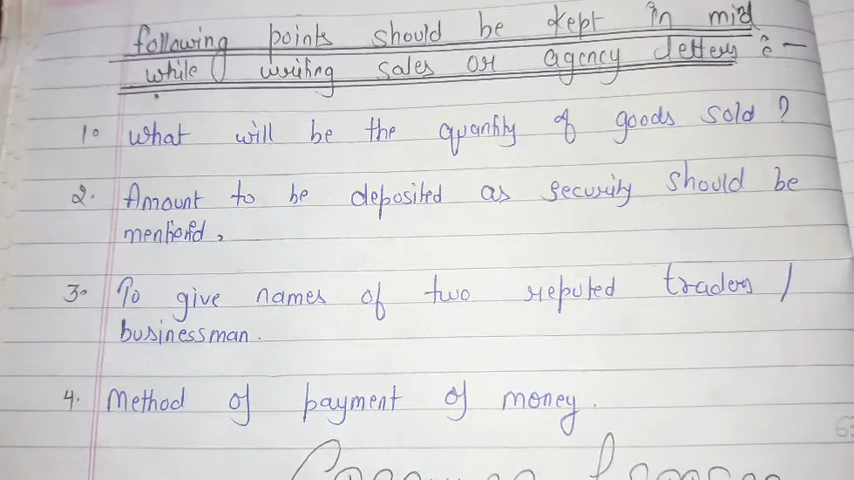 following points should be kept in mid
while writing sales or agency letters :-
1. what will be the quantity of goods sold ?
2. Amount to be deposited as security should be
mentiond.
3. To give names of two reputed traders /
businessman.
4. Method of payment of money.